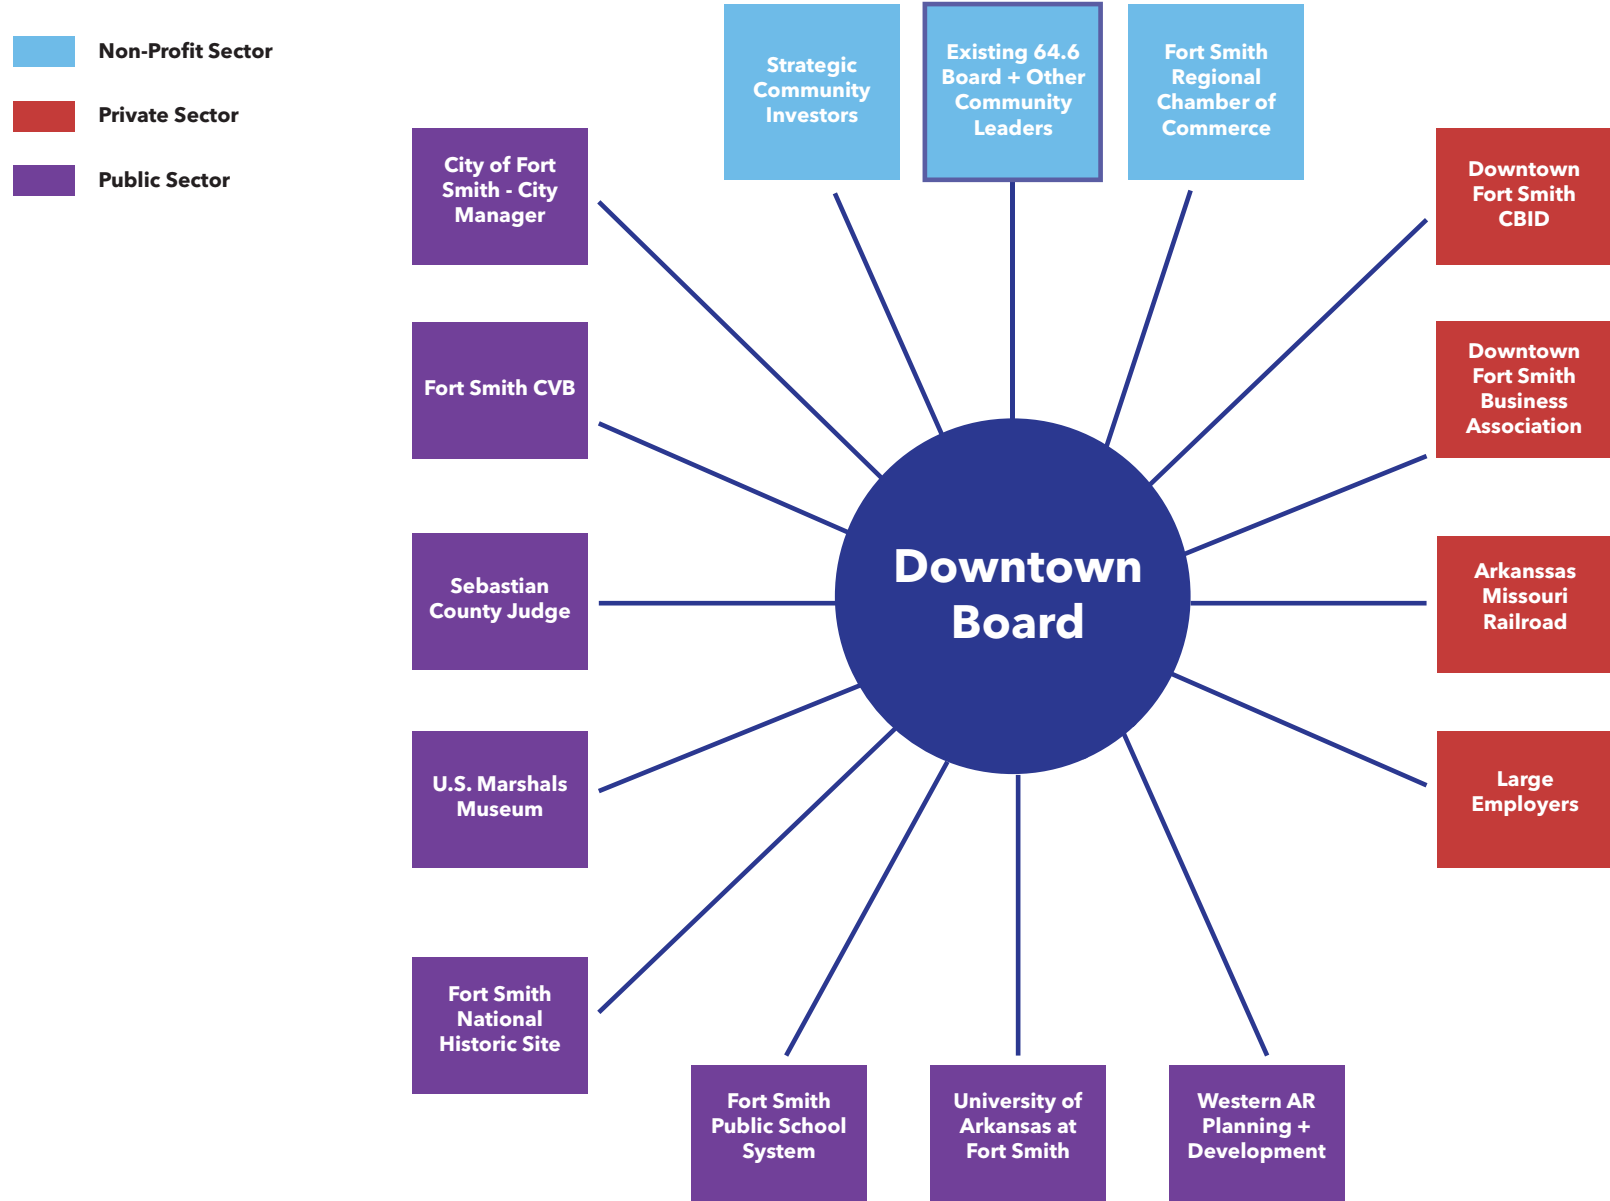 Non-Profit Sector
Private Sector
Public Sector
Strategic
Community
Investors
Existing 64.6
Board + Other
Community
Leaders
Fort Smith
Regional
Chamber of
Commerce
City of Fort
Smith - City
Manager
Downtown
Fort Smith
CBID
Fort Smith CVB
Downtown
Fort Smith
Business
Association
Sebastian
County Judge
Downtown
Board
Arkanssas
Missouri
Railroad
U.S. Marshals
Museum
Large
Employers
Fort Smith
National
Historic Site
Fort Smith
Public School
System
University of
Arkansas at
Fort Smith
Western AR
Planning +
Development